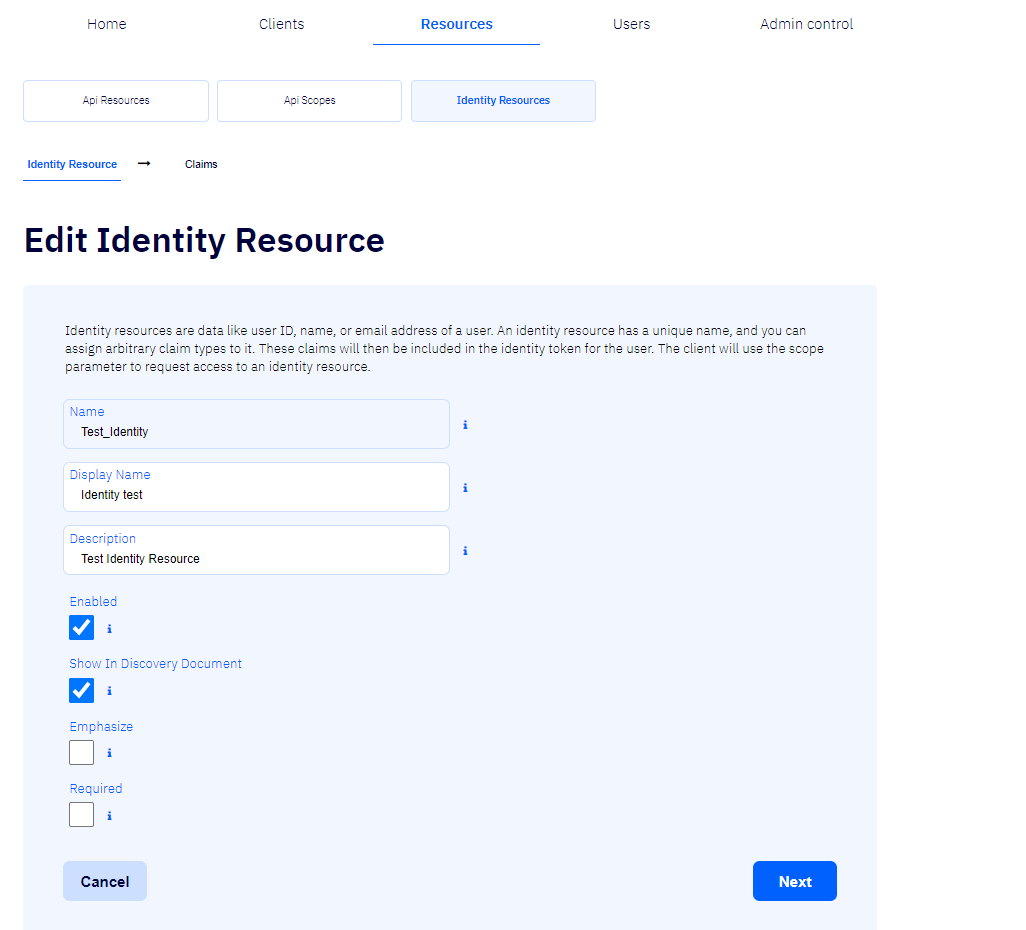 Home Clients Resources Users Admin control
Api Resources Api Scopes Identity Resources
Identity Resource → Claims
Edit Identity Resource
Identity resources are data like user ID, name, or email address of a user. An identity resource has a unique name, and you can
assign arbitrary claim types to it. These claims will then be included in the identity token for the user. The client will use the scope
parameter to request access to an identity resource.
Name
Test_Identity
i
Display Name
Identity test
i
Description
Test Identity Resource
i
Enabled
i
Show In Discovery Document
i
Emphasize
i
Required
i
Cancel Next